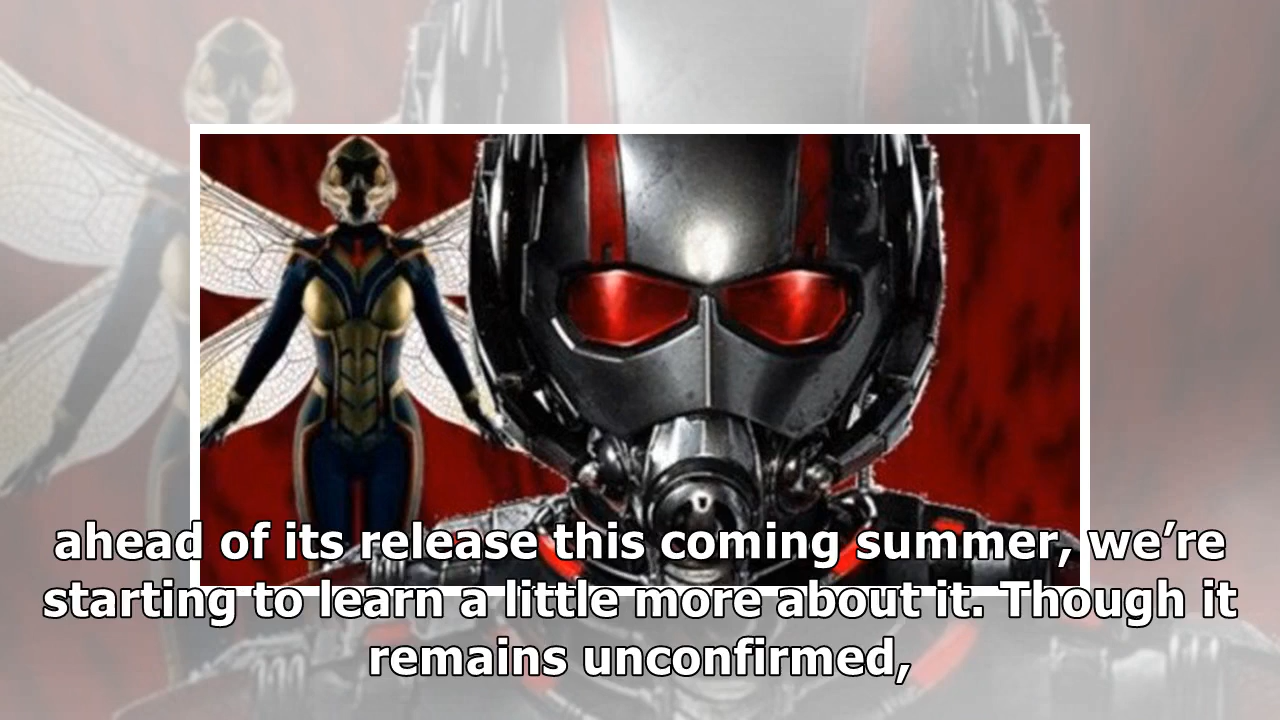 ahead of its release this coming summer, we’re
starting to learn a little more about it. Though it
remains unconfirmed,